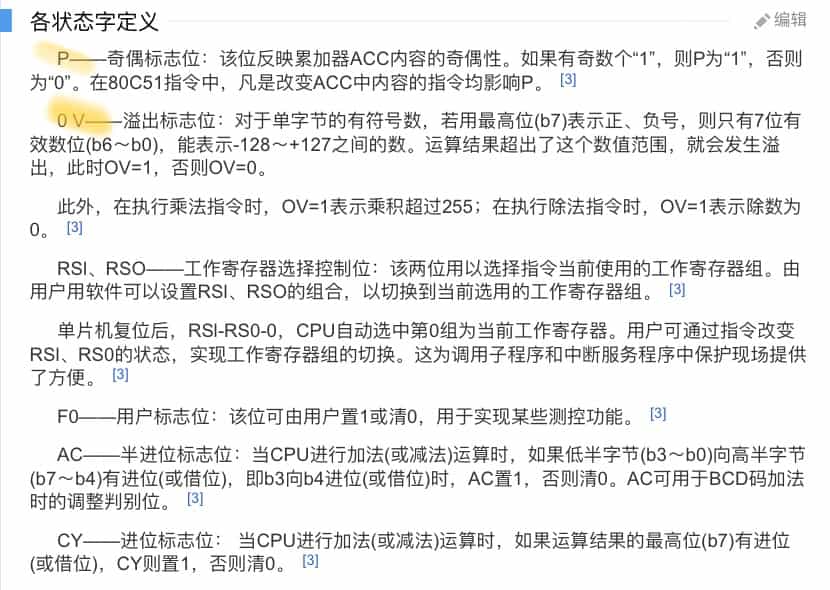 各状态字定义
编辑
P——奇偶标志位：该位反映累加器ACC内容的奇偶性。如果有奇数个“1”，则P为“1”，否则
为“0”。在80C51指令中，凡是改变ACC中内容的指令均影响P。 [3]
0 V——溢出标志位：对于单字节的有符号数，若用最高位(b7)表示正、负号，则只有7位有
效数位(b6～b0)，能表示-128～+127之间的数。运算结果超出了这个数值范围，就会发生溢
出，此时OV=1，否则OV=0。
此外，在执行乘法指令时，OV=1表示乘积超过255；在执行除法指令时，OV=1表示除数为
0。 [3]
RSI、RSO——工作寄存器选择控制位：该两位用以选择指令当前使用的工作寄存器组。由
用户用软件可以设置RSI、RSO的组合，以切换到当前选用的工作寄存器组。 [3]
单片机复位后，RSl-RS0-0，CPU自动选中第0组为当前工作寄存器。用户可通过指令改变
RSI、RS0的状态，实现工作寄存器组的切换。这为调用子程序和中断服务程序中保护现场提供
了方便。 [3]
F0——用户标志位：该位可由用户置1或清0，用于实现某些测控功能。 [3]
AC——半进位标志位：当CPU进行加法(或减法)运算时，如果低半字节(b3～b0)向高半字节
(b7～b4)有进位(或借位)，即b3向b4进位(或借位)时，AC置1，否则清0。AC可用于BCD码加法
时的调整判别位。 [3]
CY——进位标志位： 当CPU进行加法(或减法)运算时，如果运算结果的最高位(b7)有进位
(或借位)，CY则置1，否则清0。 [3]